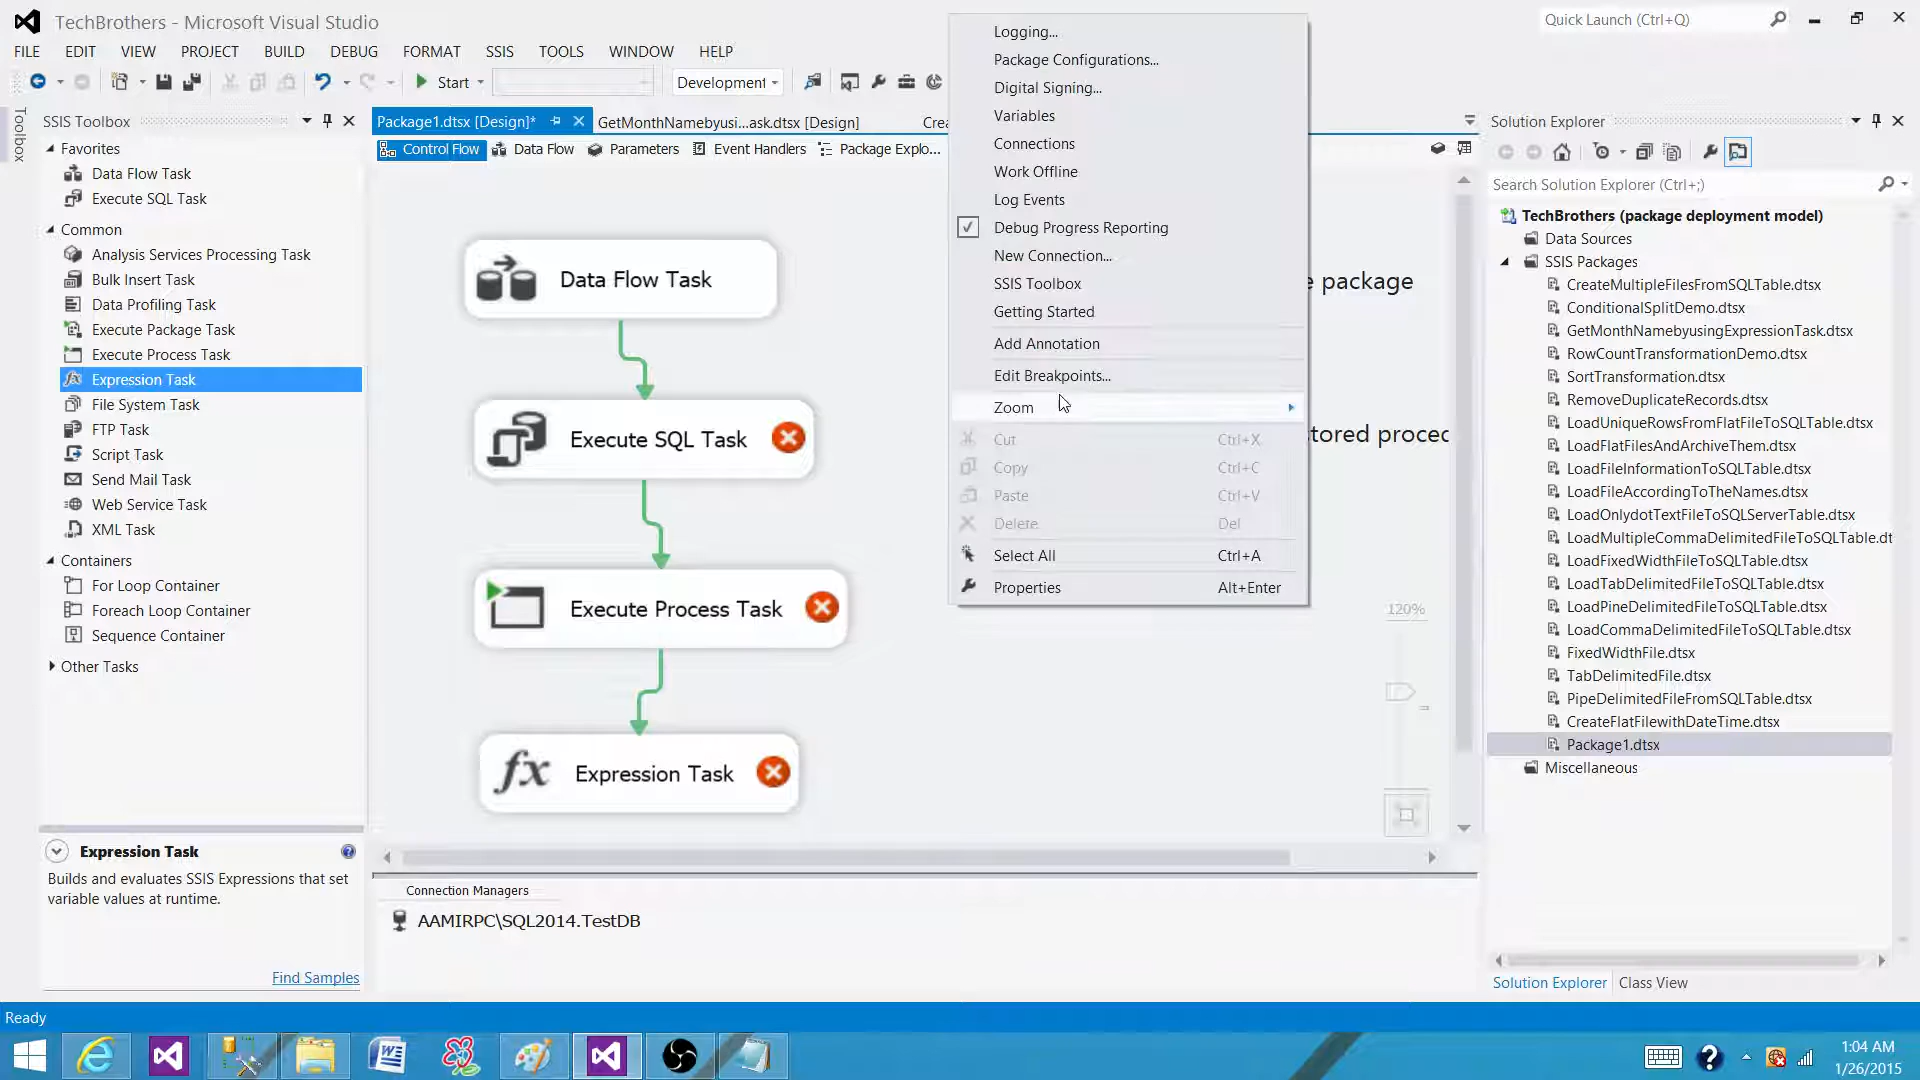 TechBrothers - Microsoft Visual Studio
Quick Launch (Ctrl+Q)
FILE EDIT VIEW PROJECT BUILD DEBUG FORMAT SSIS TOOLS WINDOW HELP
Start
Development
Toolbox
SSIS Toolbox
Favorites
Data Flow Task
Execute SQL Task
Common
Analysis Services Processing Task
Bulk Insert Task
Data Profiling Task
Execute Package Task
Execute Process Task
Expression Task
File System Task
FTP Task
Script Task
Send Mail Task
Web Service Task
XML Task
Containers
For Loop Container
Foreach Loop Container
Sequence Container
Other Tasks
Expression Task
Builds and evaluates SSIS Expressions that set
variable values at runtime.
Find Samples
Package1.dtsx [Design]* GetMonthNamebyusi...ask.dtsx [Design] Crea
Control Flow Data Flow Parameters Event Handlers Package Explo...
Data Flow Task
Execute SQL Task
Execute Process Task
Expression Task
e package
tored proced
120%
Logging...
Package Configurations...
Digital Signing...
Variables
Connections
Work Offline
Log Events
Debug Progress Reporting
New Connection...
SSIS Toolbox
Getting Started
Add Annotation
Edit Breakpoints...
Zoom
Cut Ctrl+X
Copy Ctrl+C
Paste Ctrl+V
Delete Del
Select All Ctrl+A
Properties Alt+Enter
Connection Managers
AAMIRPC\SQL2014.TestDB
Solution Explorer
Search Solution Explorer (Ctrl+;)
TechBrothers (package deployment model)
Data Sources
SSIS Packages
CreateMultipleFilesFromSQLTable.dtsx
ConditionalSplitDemo.dtsx
GetMonthNamebyusingExpressionTask.dtsx
RowCountTransformationDemo.dtsx
SortTransformation.dtsx
RemoveDuplicateRecords.dtsx
LoadUniqueRowsFromFlatFileToSQLTable.dtsx
LoadFlatFilesAndArchiveThem.dtsx
LoadFileInformationToSQLTable.dtsx
LoadFileAccordingToTheNames.dtsx
LoadOnlydotTextFileToSQLServerTable.dtsx
LoadMultipleCommaDelimitedFileToSQLTable.dt
LoadFixedWidthFileToSQLTable.dtsx
LoadTabDelimitedFileToSQLTable.dtsx
LoadPineDelimitedFileToSQLTable.dtsx
LoadCommaDelimitedFileToSQLTable.dtsx
FixedWidthFile.dtsx
TabDelimitedFile.dtsx
PipeDelimitedFileFromSQLTable.dtsx
CreateFlatFilewithDateTime.dtsx
Package1.dtsx
Miscellaneous
Solution Explorer Class View
Ready
1:04 AM
1/26/2015